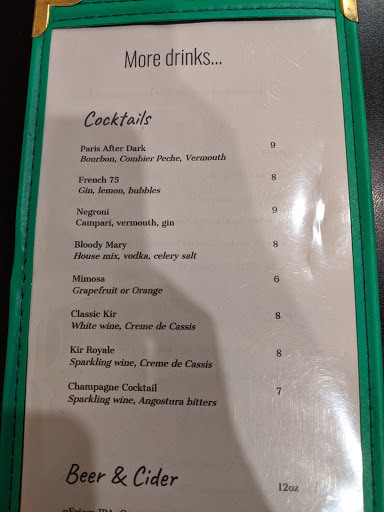 More drinks...
Cocktails
Paris After Dark 9
Bourbon, Combier Peche, Vermouth
French 75 8
Gin, lemon, bubbles
Negroni 9
Campari, vermouth, gin
Bloody Mary 8
House mix, vodka, celery salt
Mimosa 6
Grapefruit or Orange
Classic Kir 8
White wine, Creme de Cassis
Kir Royale 8
Sparkling wine, Creme de Cassis
Champagne Cocktail 7
Sparkling wine, Angostura bitters
Beer & Cider 12oz